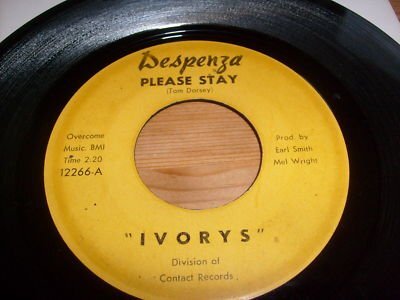 Despenza
PLEASE STAY
(Tom Dorsey)
Overcome
Music. BMI
Time 2:20
12266-A
Prod. by
Earl Smith
Mel Wright
"IVORYS"
Division of
Contact Records